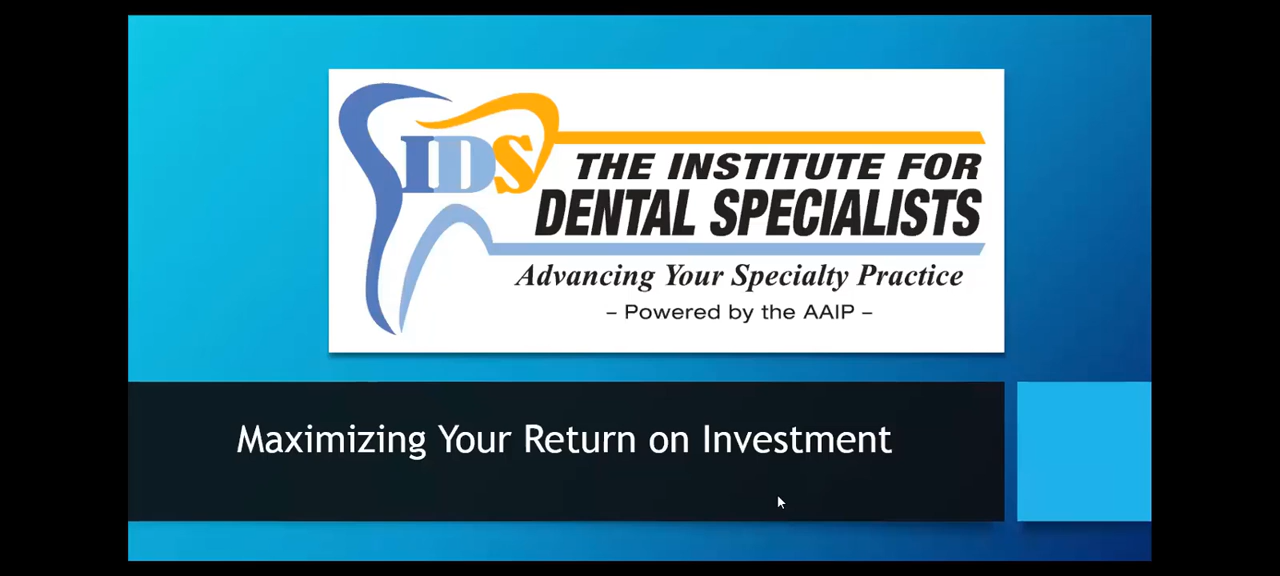 IDS
THE INSTITUTE FOR
DENTAL SPECIALISTS
Advancing Your Specialty Practice
– Powered by the AAIP –
Maximizing Your Return on Investment